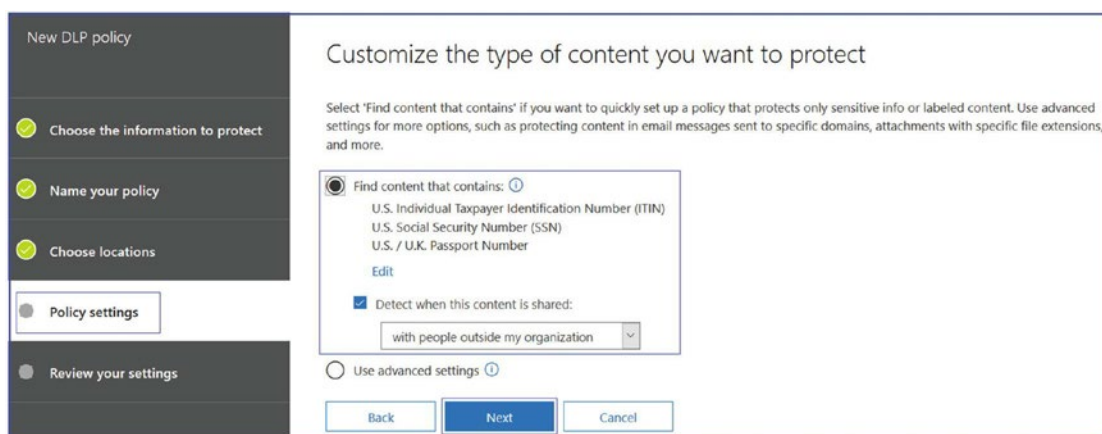 New DLP policy
Choose the information to protect
Name your policy
Choose locations
Policy settings
Review your settings
Customize the type of content you want to protect
Select 'Find content that contains' if you want to quickly set up a policy that protects only sensitive info or labeled content. Use advanced
settings for more options, such as protecting content in email messages sent to specific domains, attachments with specific file extensions,
and more.
Find content that contains:
U.S. Individual Taxpayer Identification Number (ITIN)
U.S. Social Security Number (SSN)
U.S. / U.K. Passport Number
Edit
Detect when this content is shared:
with people outside my organization
Use advanced settings
Back Next Cancel